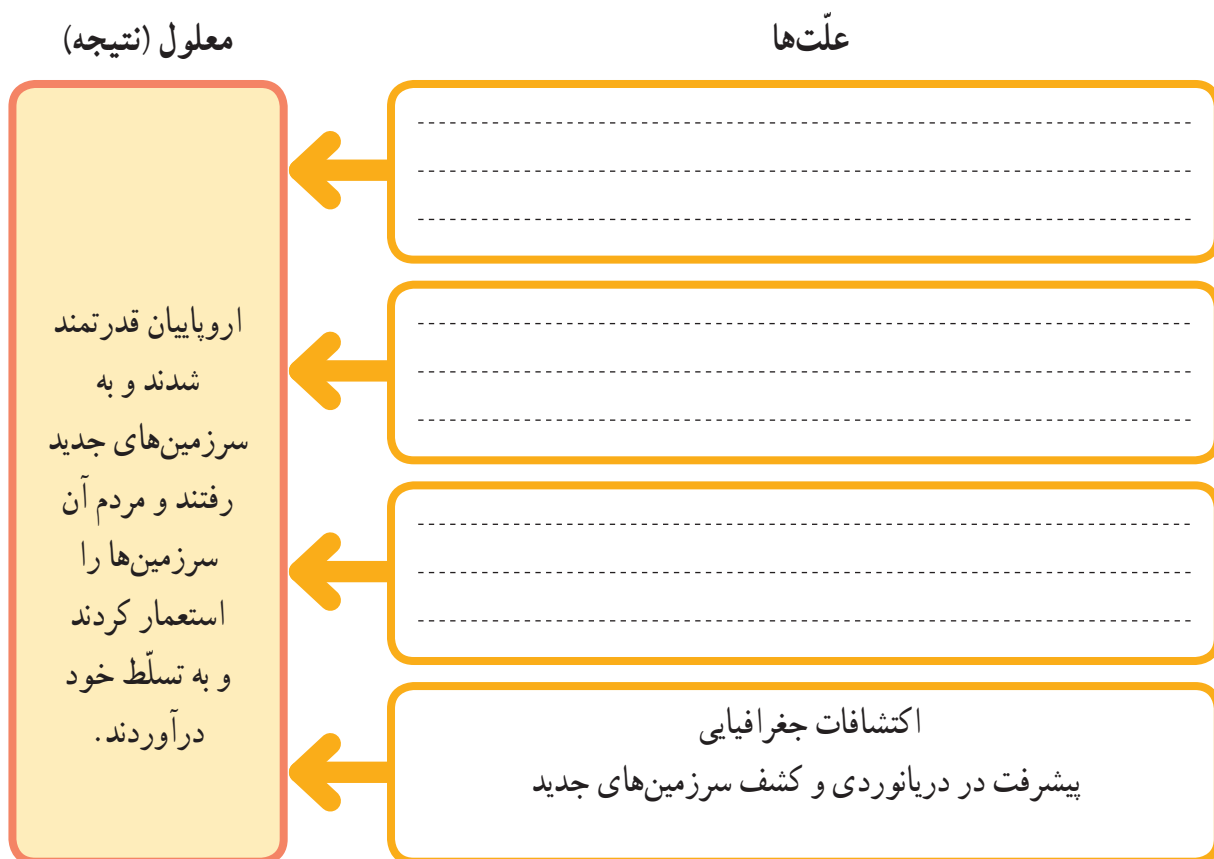 علّت‌ها
معلول (نتیجه)
اکتشافات جغرافیایی
پیشرفت در دریانوردی و کشف سرزمین‌های جدید
اروپاییان قدرتمند
شدند و به
سرزمین‌های جدید
رفتند و مردم آن
سرزمین‌ها را
استعمار کردند
و به تسلّط خود
درآوردند.